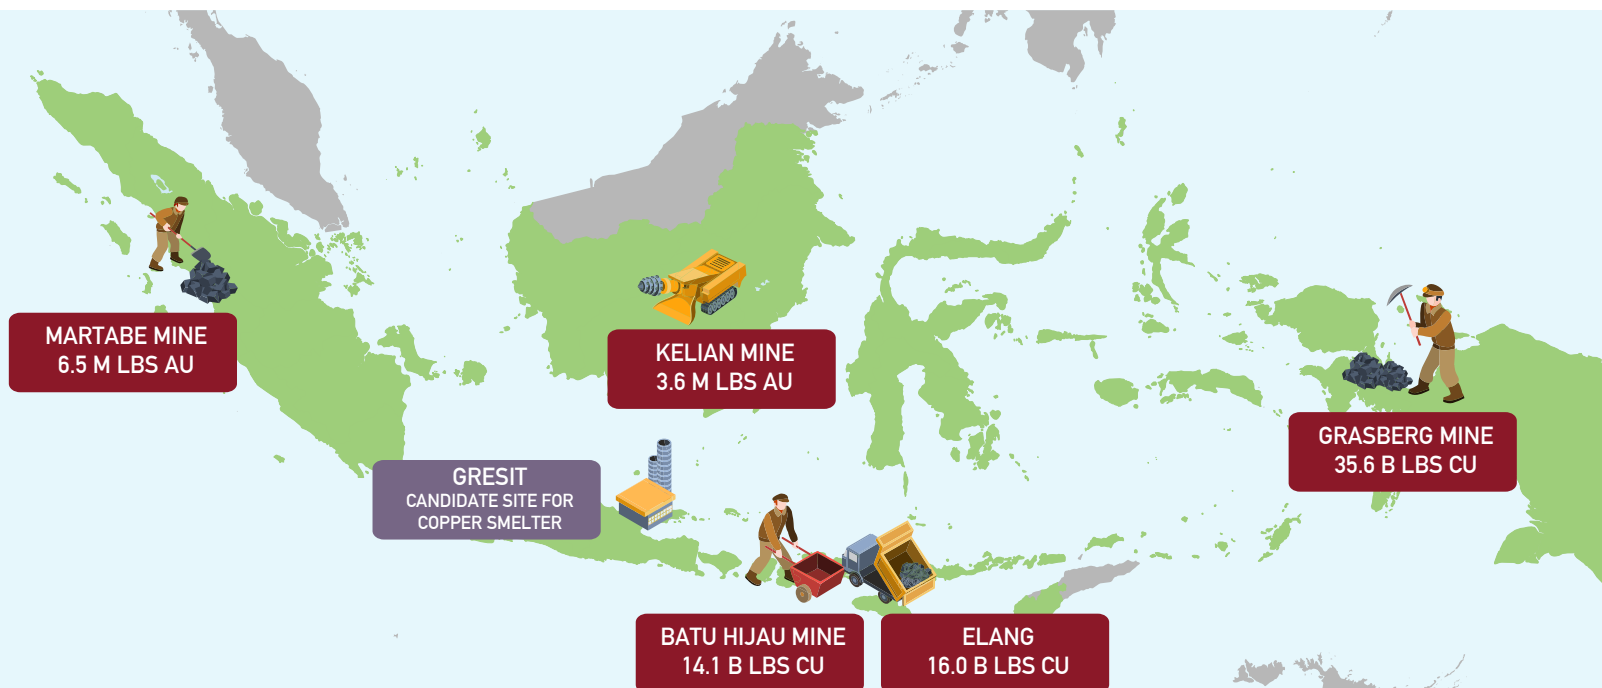 MARTABE MINE
6.5 M LBS AU
KELIAN MINE
3.6 M LBS AU
GRASBERG MINE
35.6 B LBS CU
GRESIT
CANDIDATE SITE FOR
COPPER SMELTER
BATU HIJAU MINE
14.1 B LBS CU
ELANG
16.0 B LBS CU